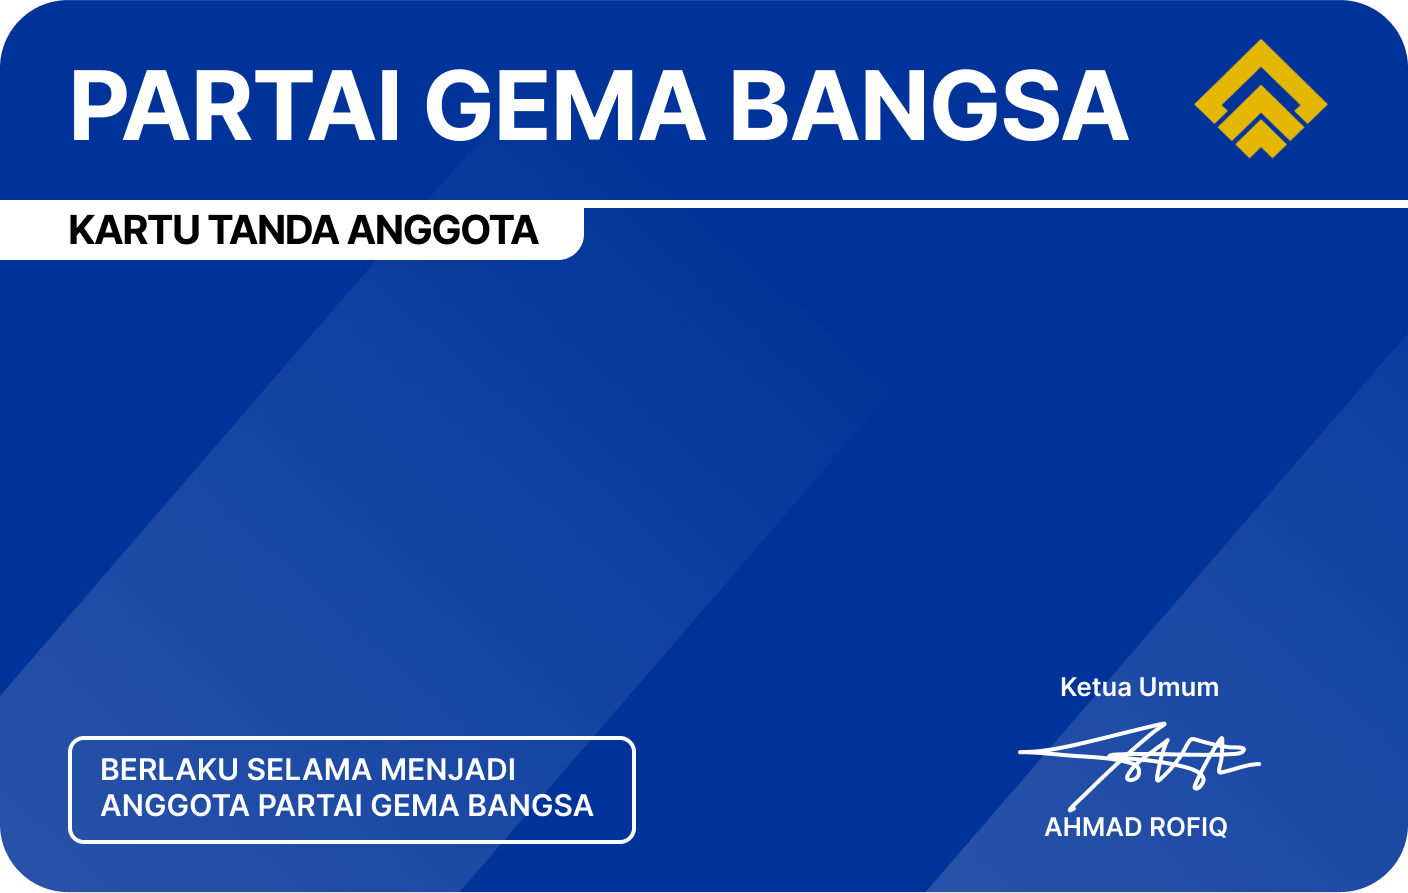 PARTAI GEMA BANGSA
KARTU TANDA ANGGOTA
BERLAKU SELAMA MENJADI
ANGGOTA PARTAI GEMA BANGSA
Ketua Umum
AHMAD ROFIQ